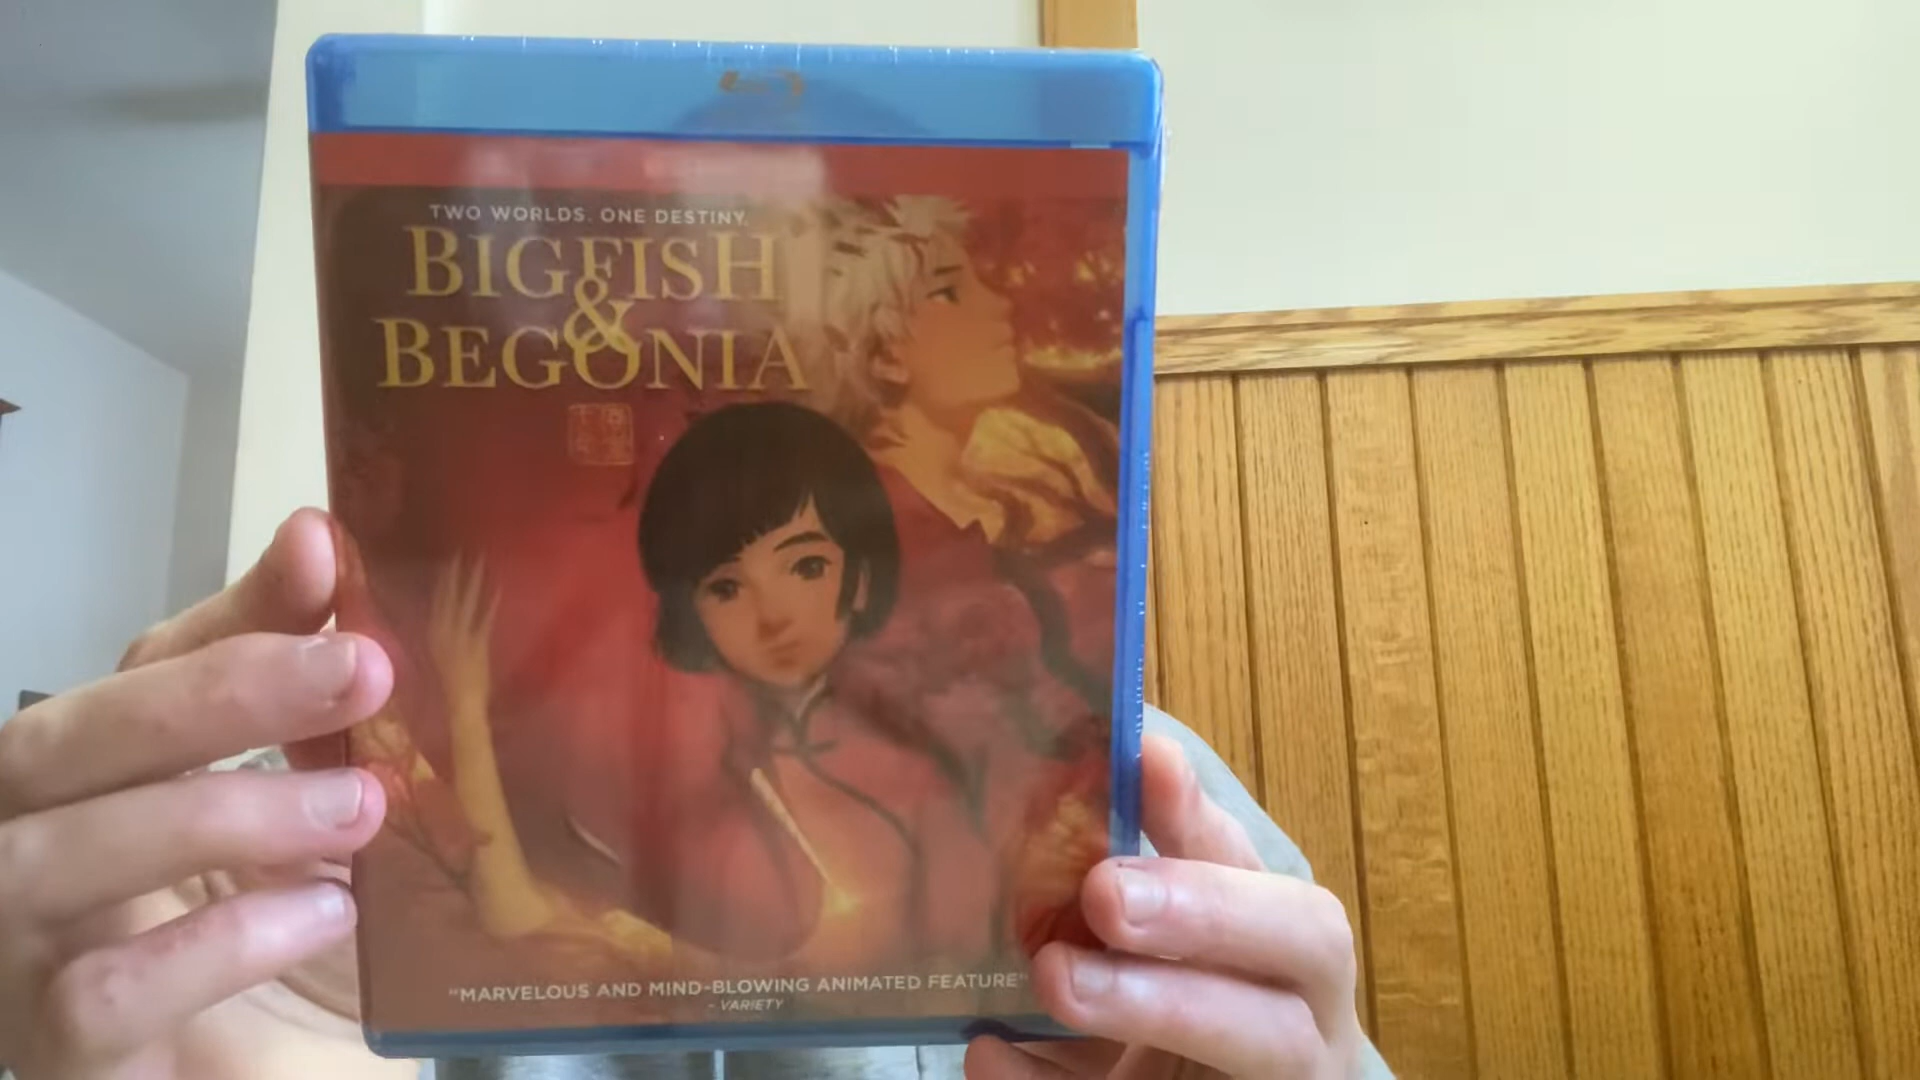 TWO WORLDS. ONE DESTINY.
BIGFISH
&
BEGONIA
"MARVELOUS AND MIND-BLOWING ANIMATED FEATURE"
- VARIETY